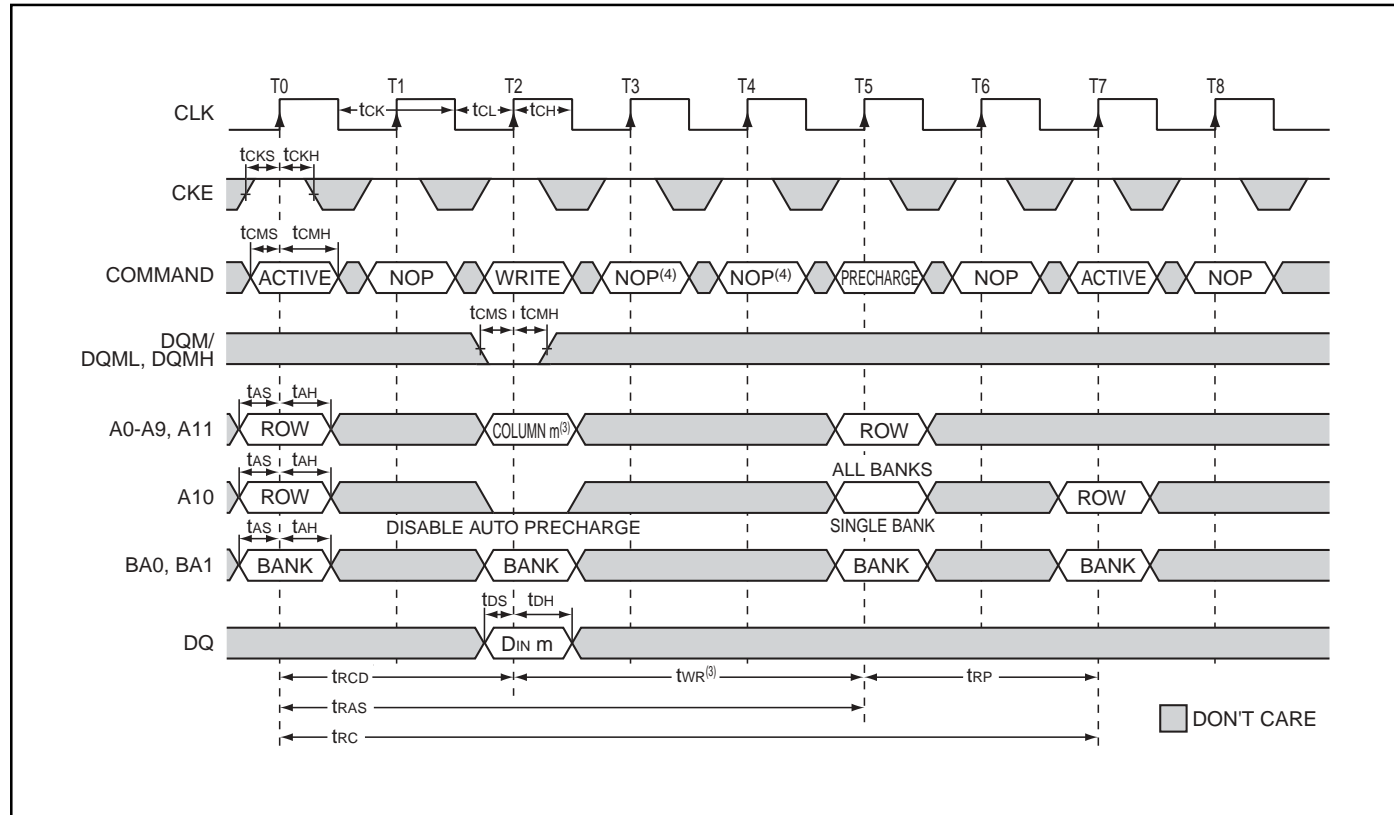 T0 T1 T2 T3 T4 T5 T6 T7 T8
CLK tCK tCL tCH
tCKS tCKH
CKE
tCMS tCMH
COMMAND ACTIVE NOP WRITE NOP(4) NOP(4) PRECHARGE NOP ACTIVE NOP
tCMS tCMH
DQM/
DQML, DQMH
tAS tAH
A0-A9, A11 ROW COLUMN m(3) ROW
tAS tAH ALL BANKS
A10 ROW ROW
tAS tAH DISABLE AUTO PRECHARGE SINGLE BANK
BA0, BA1 BANK BANK BANK BANK
tDS tDH
DQ DIN m
tRCD tWR(3) tRP
tRAS
DON'T CARE
tRC